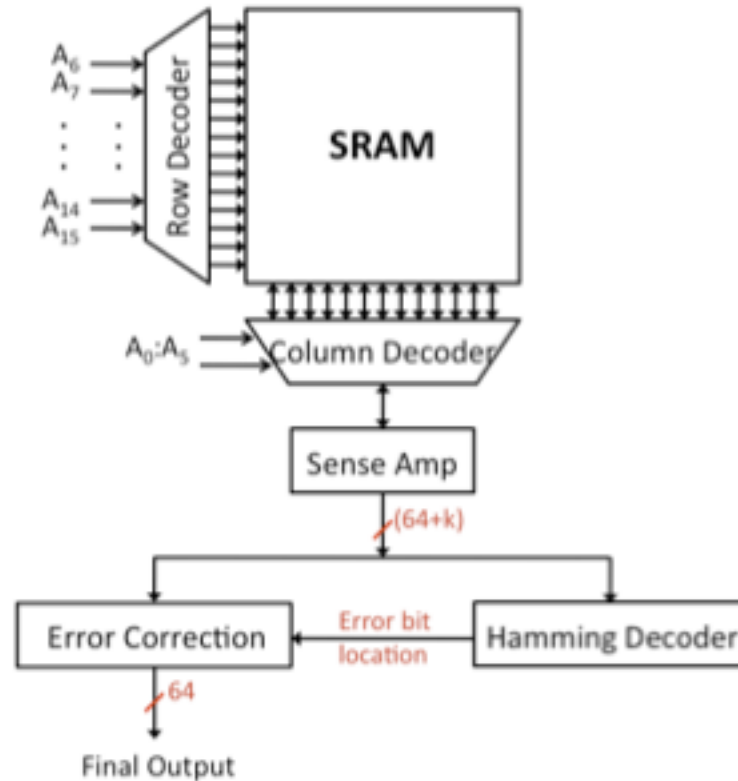 A6
A7
Row Decoder
SRAM
A14
A15
A0:A5
Column Decoder
Sense Amp
(64+k)
Error Correction
Error bit
location
Hamming Decoder
64
Final Output